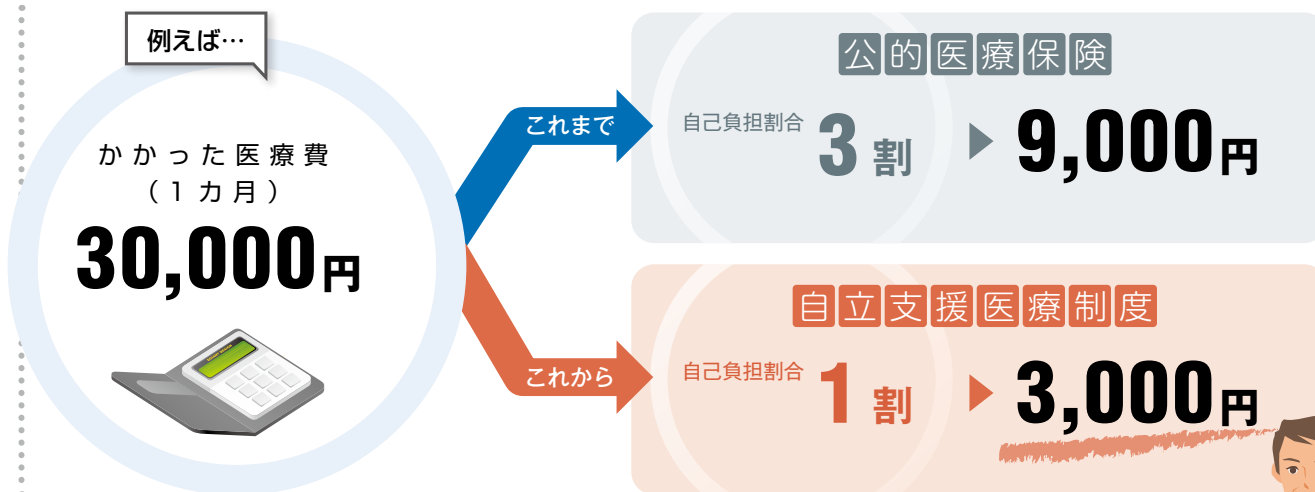 例えば…
かかった医療費
(1カ月)
30,000円
これまで
公的医療保険
自己負担割合 3割 ▶ 9,000円
これから
自立支援医療制度
自己負担割合 1割 ▶ 3,000円